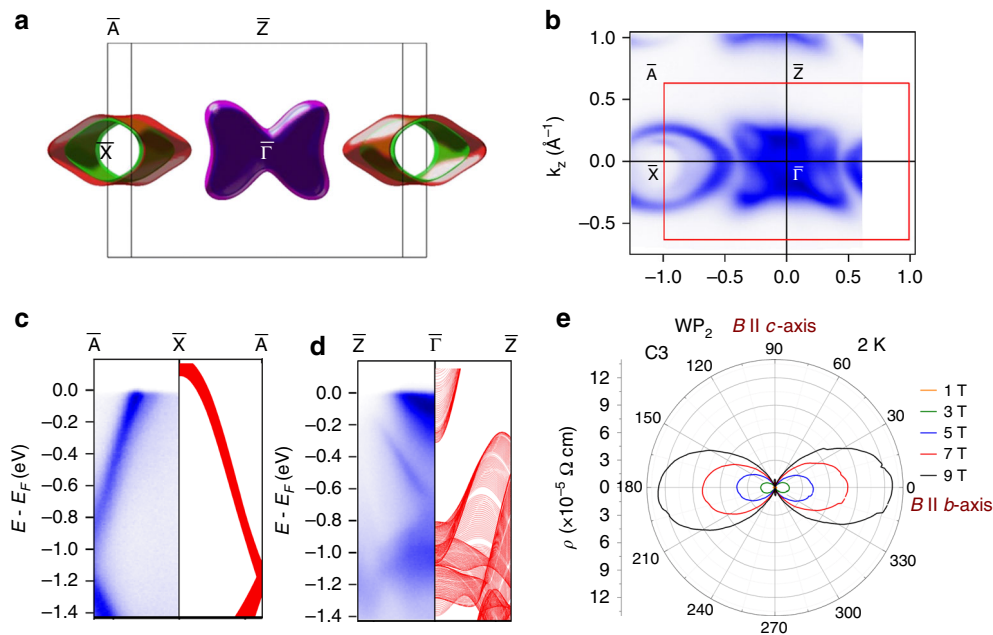 a
A̅ Z̅
X̅ Γ̅
b
1.0
0.5
0.0
−0.5
k_z (Å⁻¹)
A̅ Z̅
X̅ Γ̅
−1.0 −0.5 0.0 0.5 1.0
c
A̅ X̅ A̅
0.0
−0.2
−0.4
−0.6
−0.8
−1.0
−1.2
−1.4
E - E_F (eV)
d
Z̅ Γ̅ Z̅
0.0
−0.2
−0.4
−0.6
−0.8
−1.0
−1.2
−1.4
E - E_F (eV)
e
WP₂ B II c-axis
C3 2 K
90
120 60
150 30
180 0
210 330
240 300
270
12
9
6
3
0
3
6
9
12
ρ (×10⁻⁵ Ω cm)
1 T
3 T
5 T
7 T
9 T
B II b-axis